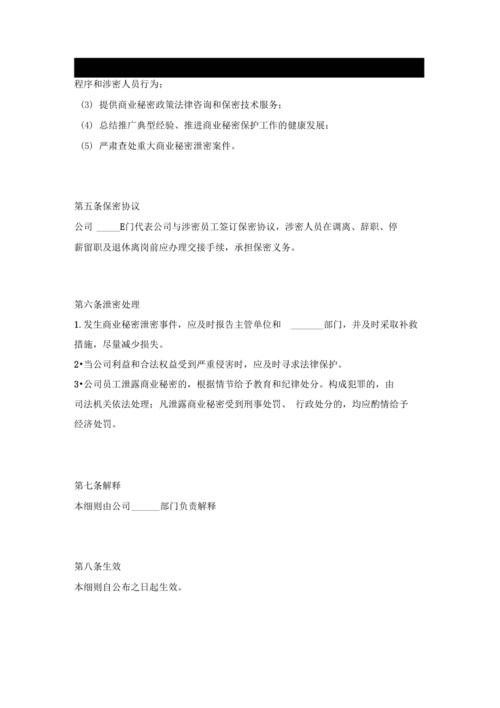 程序和涉密人员行为;
(3) 提供商业秘密政策法律咨询和保密技术服务;
(4) 总结推广典型经验、推进商业秘密保护工作的健康发展;
(5) 严肃查处重大商业秘密泄密案件。
第五条保密协议
公司 _____E门代表公司与涉密员工签订保密协议，涉密人员在调离、辞职、停
薪留职及退休离岗前应办理交接手续，承担保密义务。
第六条泄密处理
1.发生商业秘密泄密事件，应及时报告主管单位和 _______部门，并及时采取补救
措施，尽量减少损失。
2•当公司利益和合法权益受到严重侵害时，应及时寻求法律保护。
3•公司员工泄露商业秘密的，根据情节给予教育和纪律处分。构成犯罪的，由
司法机关依法处理；凡泄露商业秘密受到刑事处罚、 行政处分的，均应酌情给予
经济处罚。
第七条解释
本细则由公司______部门负责解释
第八条生效
本细则自公布之日起生效。